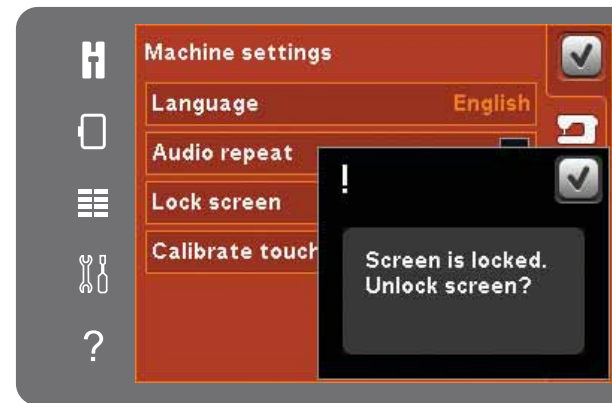 Machine settings
Language English
Audio repeat
Lock screen
Calibrate touch
!
Screen is locked.
Unlock screen?
?